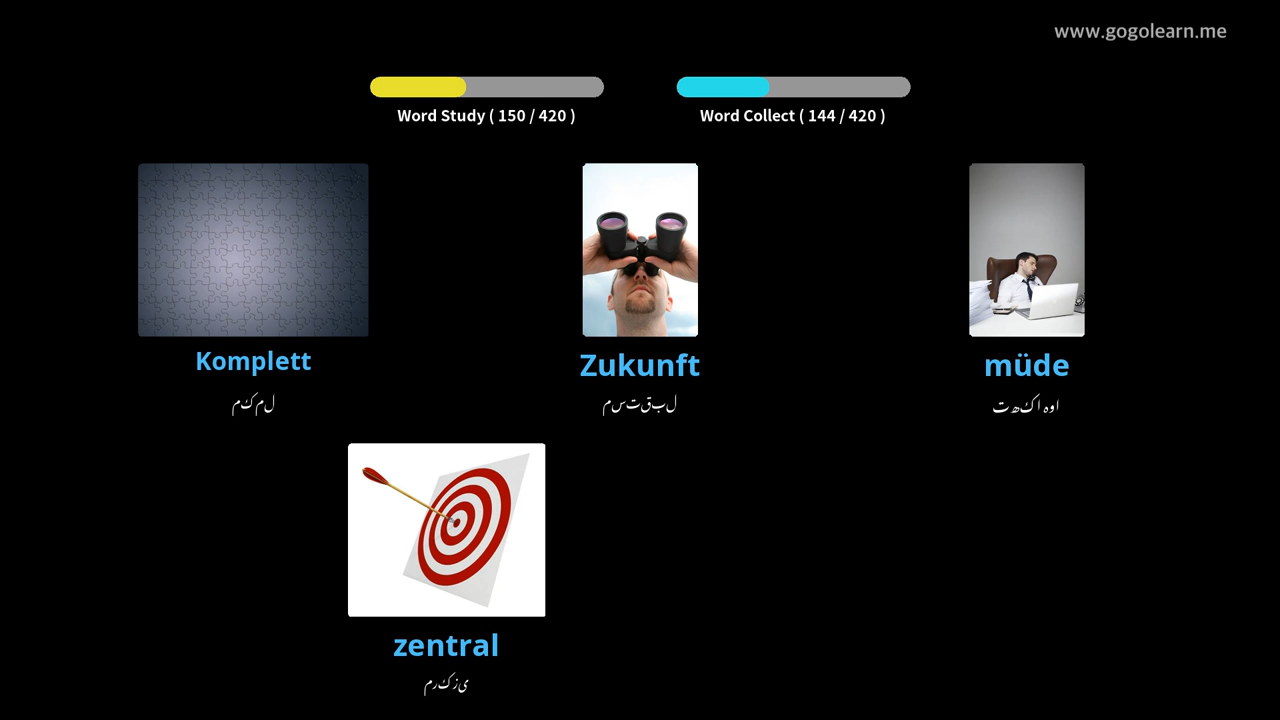 www.gogolearn.me
Word Study ( 150 / 420 )
Word Collect ( 144 / 420 )
Komplett
مکمل
Zukunft
مستقبل
müde
تھکا ہوا
zentral
مرکزی